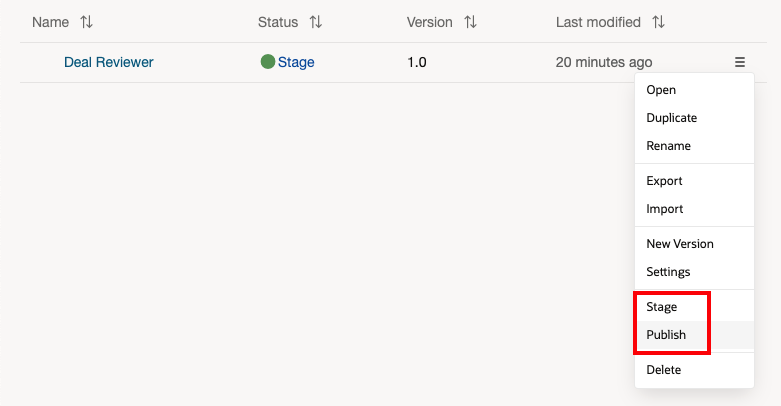 Name Status Version Last modified
Deal Reviewer Stage 1.0 20 minutes ago
Open
Duplicate
Rename
Export
Import
New Version
Settings
Stage
Publish
Delete